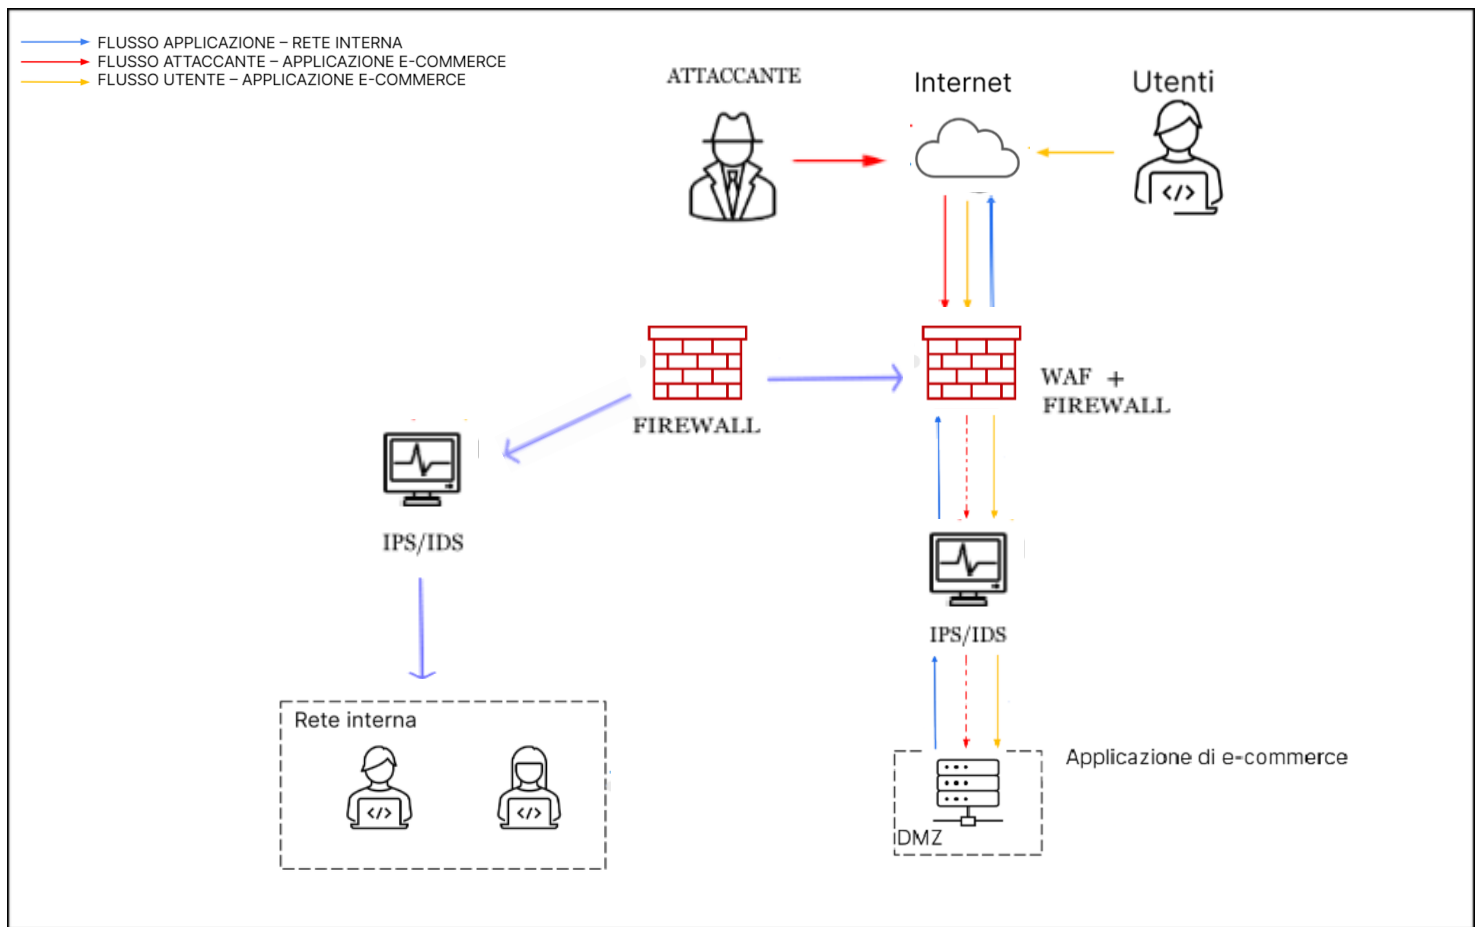 FLUSSO APPLICAZIONE – RETE INTERNA
FLUSSO ATTACCANTE – APPLICAZIONE E-COMMERCE
FLUSSO UTENTE – APPLICAZIONE E-COMMERCE
ATTACCANTE
Internet
Utenti
</>
WAF +
FIREWALL
FIREWALL
IPS/IDS
IPS/IDS
Rete interna
</>
</>
Applicazione di e-commerce
DMZ